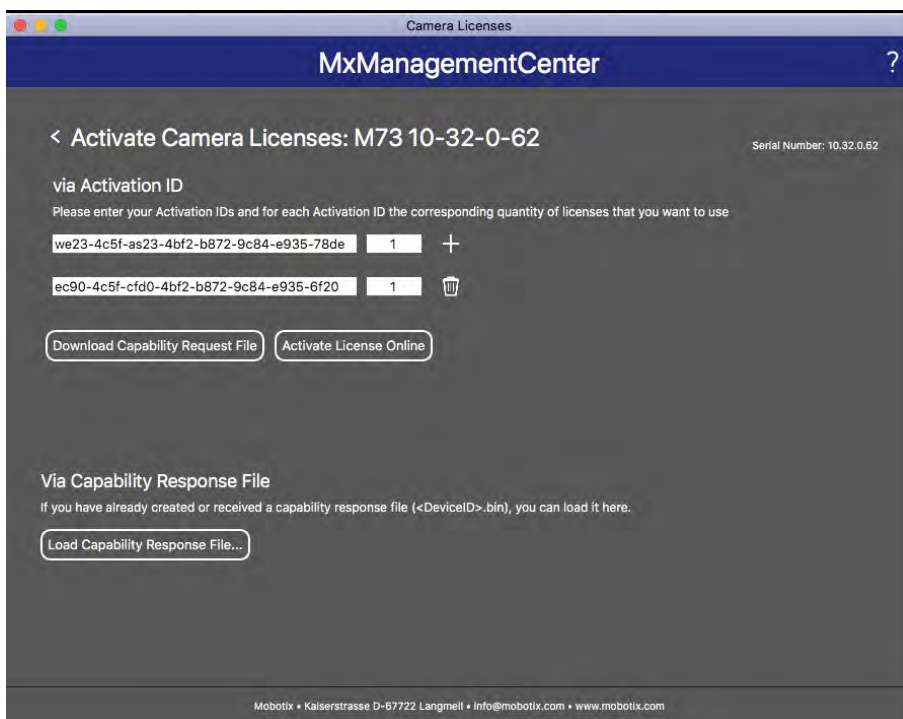 Camera Licenses
MxManagementCenter ?
< Activate Camera Licenses: M73 10-32-0-62
Serial Number: 10.32.0.62
via Activation ID
Please enter your Activation IDs and for each Activation ID the corresponding quantity of licenses that you want to use
we23-4c5f-as23-4bf2-b872-9c84-e935-78de 1 +
ec90-4c5f-cfd0-4bf2-b872-9c84-e935-6f20 1
Download Capability Request File Activate License Online
Via Capability Response File
If you have already created or received a capability response file (<DeviceID>.bin), you can load it here.
Load Capability Response File...
Mobotix • Kaiserstrasse D-67722 Langmeil • info@mobotix.com • www.mobotix.com